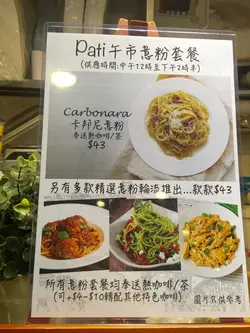 Pati午市意粉套餐
(供應時間:中午12時至下午2時半)
Carbonara
卡邦尼意粉
奉送熱咖啡/茶
$43
另有多款精選意粉輪流推出...款款$43
所有意粉套餐均奉送熱咖啡/茶
(可+$4-$10轉配其他特色咖啡)
圖片只供參考